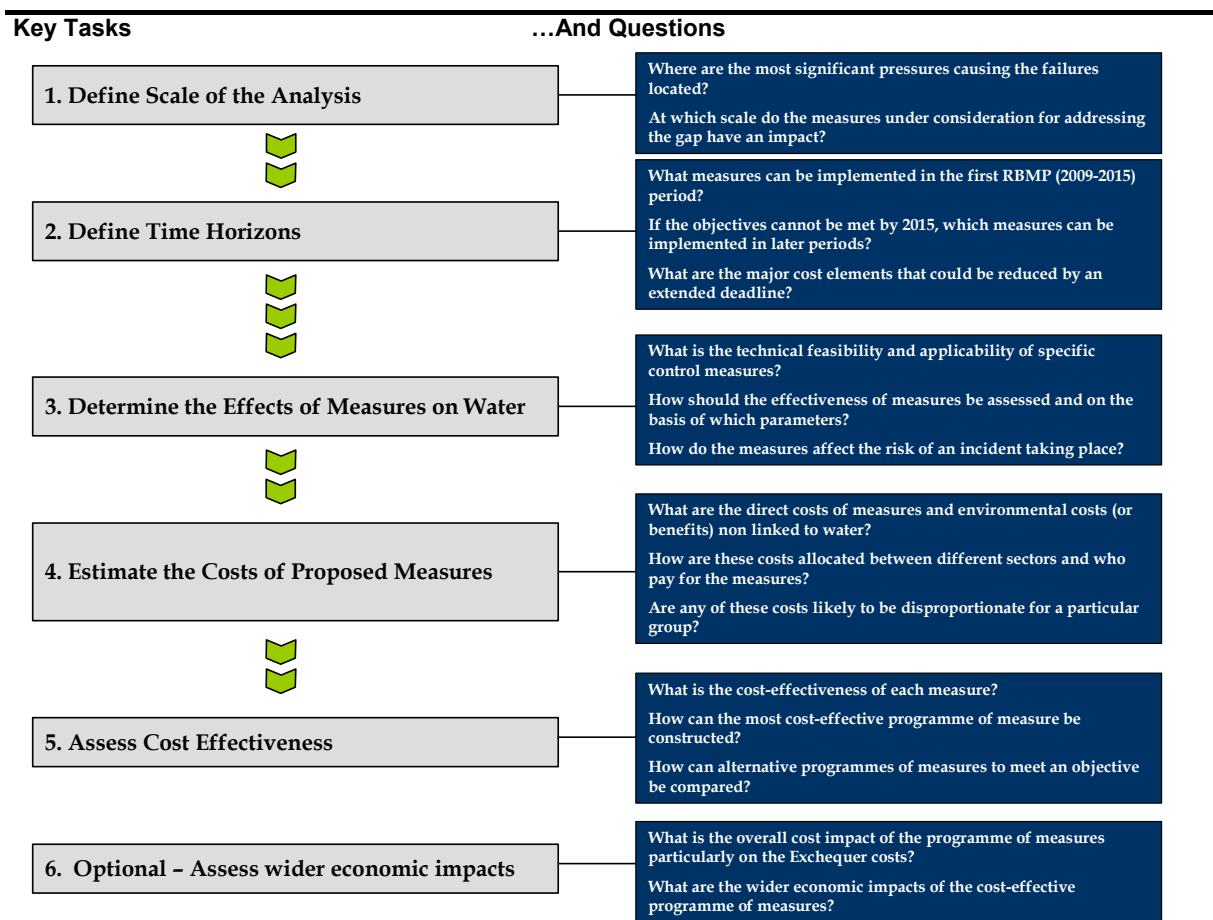 Key Tasks
...And Questions
1. Define Scale of the Analysis
Where are the most significant pressures causing the failures
located?
At which scale do the measures under consideration for addressing
the gap have an impact?
2. Define Time Horizons
What measures can be implemented in the first RBMP (2009-2015)
period?
If the objectives cannot be met by 2015, which measures can be
implemented in later periods?
What are the major cost elements that could be reduced by an
extended deadline?
3. Determine the Effects of Measures on Water
What is the technical feasibility and applicability of specific
control measures?
How should the effectiveness of measures be assessed and on the
basis of which parameters?
How do the measures affect the risk of an incident taking place?
4. Estimate the Costs of Proposed Measures
What are the direct costs of measures and environmental costs (or
benefits) non linked to water?
How are these costs allocated between different sectors and who
pay for the measures?
Are any of these costs likely to be disproportionate for a particular
group?
5. Assess Cost Effectiveness
What is the cost-effectiveness of each measure?
How can the most cost-effective programme of measure be
constructed?
How can alternative programmes of measures to meet an objective
be compared?
6. Optional – Assess wider economic impacts
What is the overall cost impact of the programme of measures
particularly on the Exchequer costs?
What are the wider economic impacts of the cost-effective
programme of measures?